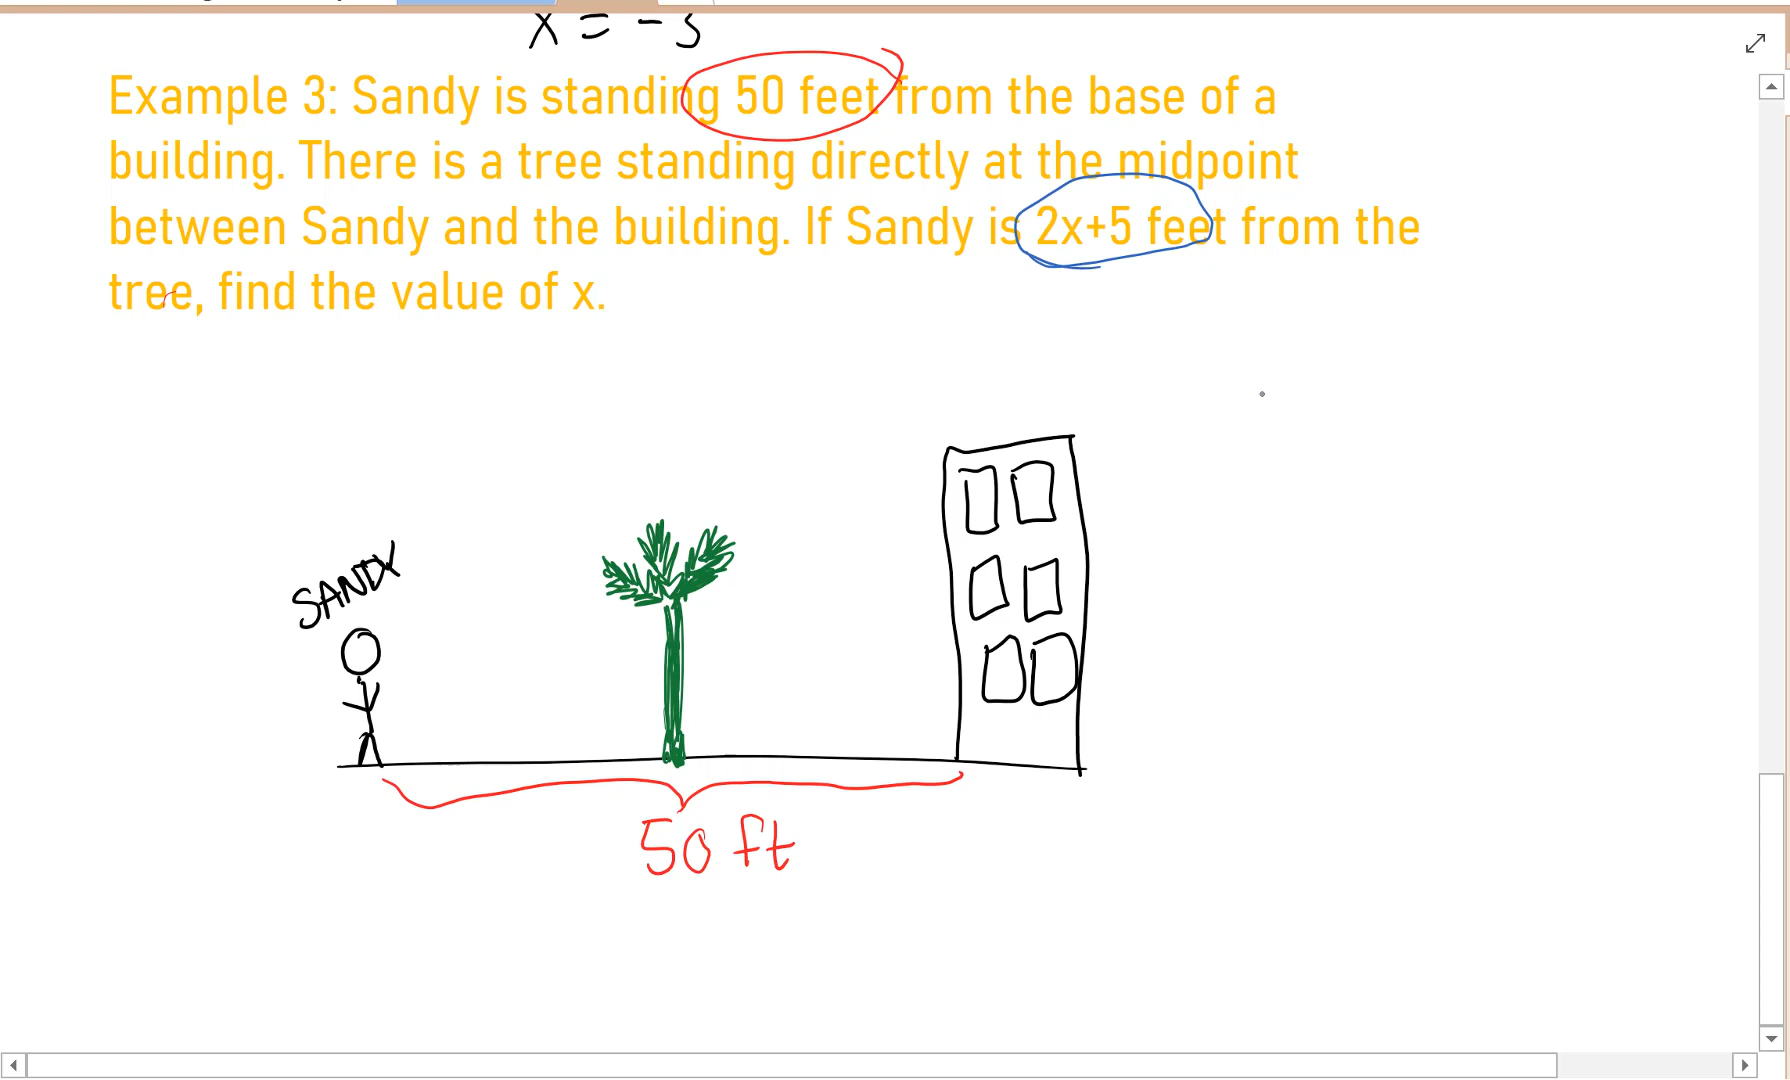 x = -3
Example 3: Sandy is standing 50 feet from the base of a
building. There is a tree standing directly at the midpoint
between Sandy and the building. If Sandy is 2x+5 feet from the
tree, find the value of x.
SANDY
50 ft